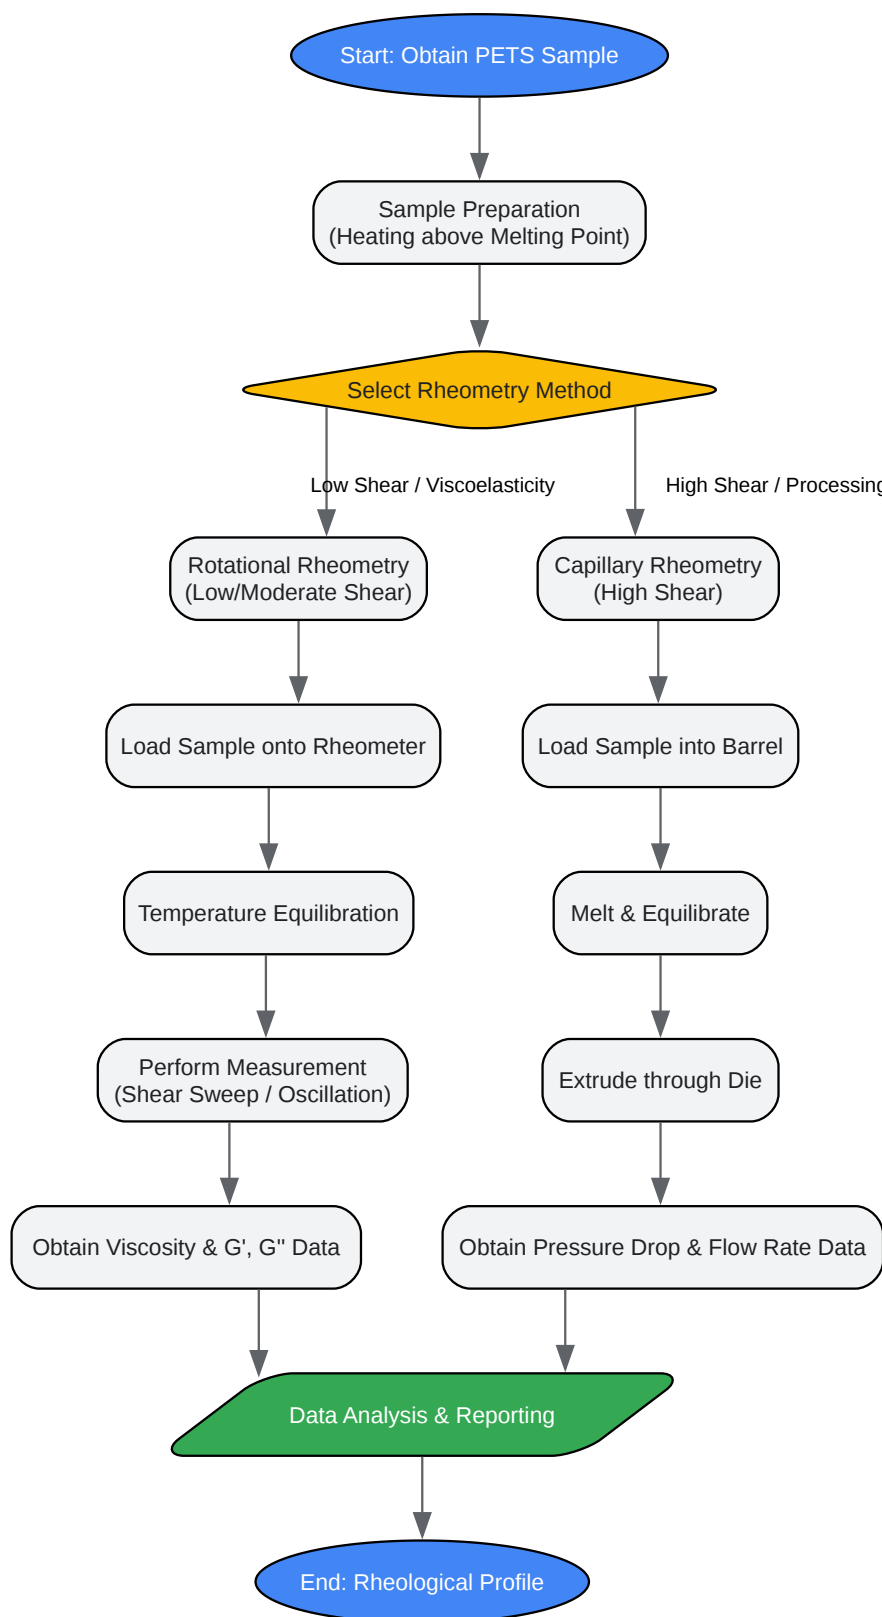 Start: Obtain PETS Sample
Sample Preparation
(Heating above Melting Point)
Select Rheometry Method
Low Shear / Viscoelasticity
High Shear / Processing
Rotational Rheometry
(Low/Moderate Shear)
Capillary Rheometry
(High Shear)
Load Sample onto Rheometer
Load Sample into Barrel
Temperature Equilibration
Melt & Equilibrate
Perform Measurement
(Shear Sweep / Oscillation)
Extrude through Die
Obtain Viscosity & G', G'' Data
Obtain Pressure Drop & Flow Rate Data
Data Analysis & Reporting
End: Rheological Profile